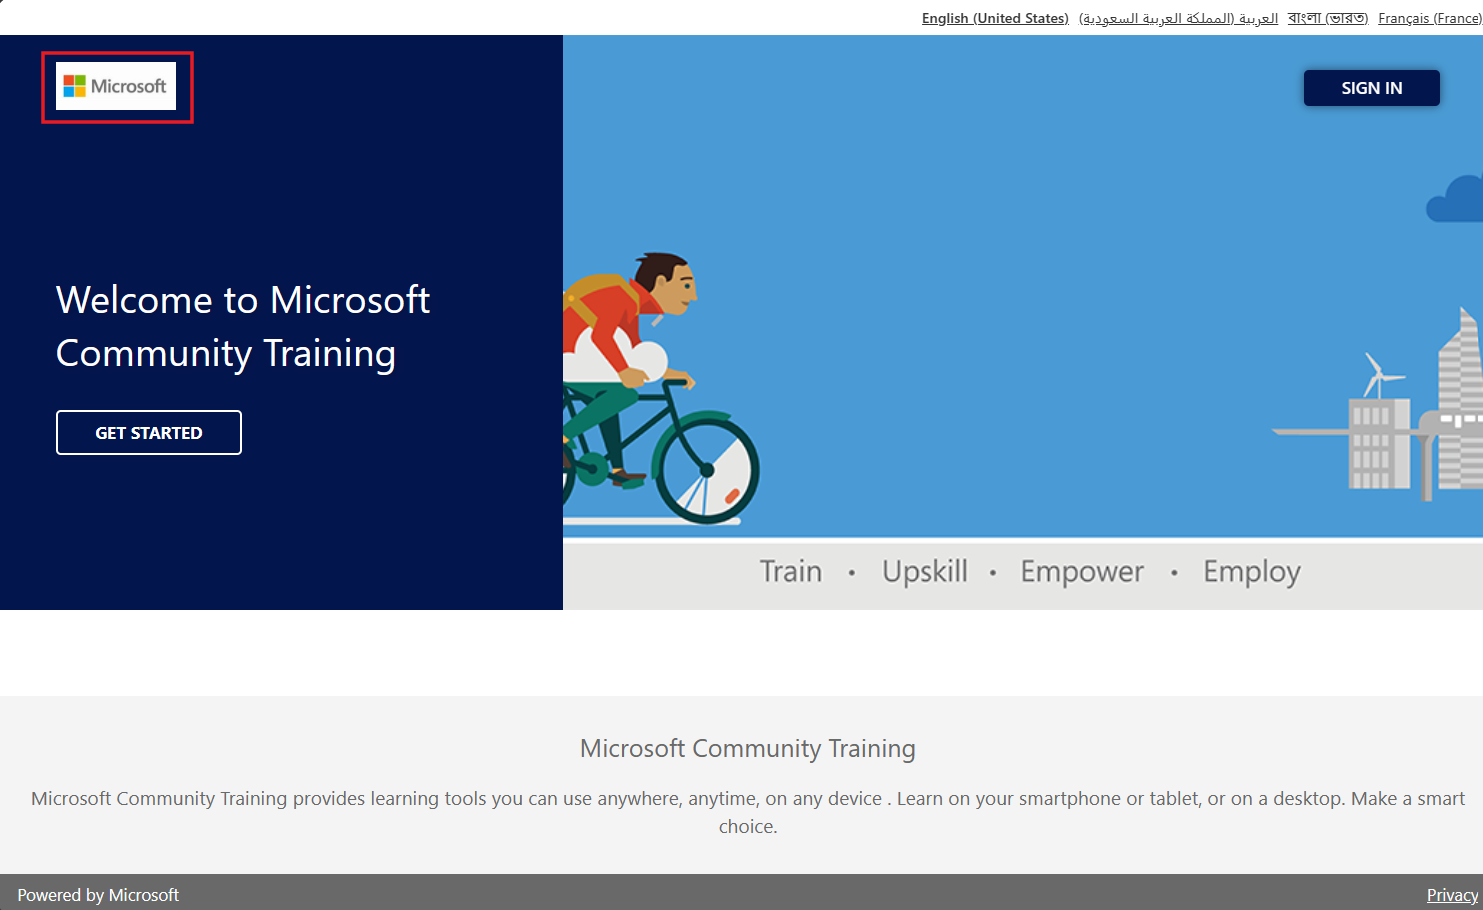 English (United States) العربية (المملكة العربية السعودية) বাংলা (ভারত) Français (France)
Microsoft
SIGN IN
Welcome to Microsoft
Community Training
GET STARTED
Train • Upskill • Empower • Employ
Microsoft Community Training
Microsoft Community Training provides learning tools you can use anywhere, anytime, on any device . Learn on your smartphone or tablet, or on a desktop. Make a smart
choice.
Powered by Microsoft
Privacy